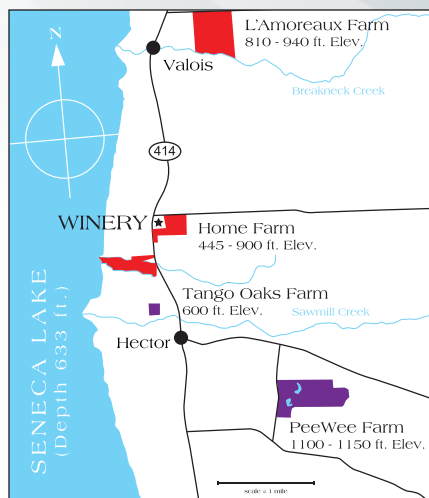 L'Amoreaux Farm
810 - 940 ft. Elev.
Valois
Breakneck Creek
N
414
WINERY
Home Farm
445 - 900 ft. Elev.
SENECA LAKE
(Depth 633 ft.)
Tango Oaks Farm
600 ft. Elev.
Sawmill Creek
Hector
PeeWee Farm
1100 - 1150 ft. Elev.
scale = 1 mile